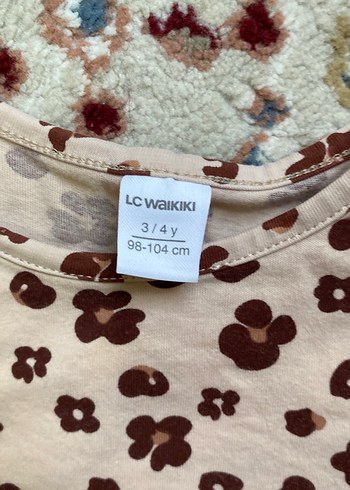 LC WAIKIKI
3 / 4 y
98-104 cm